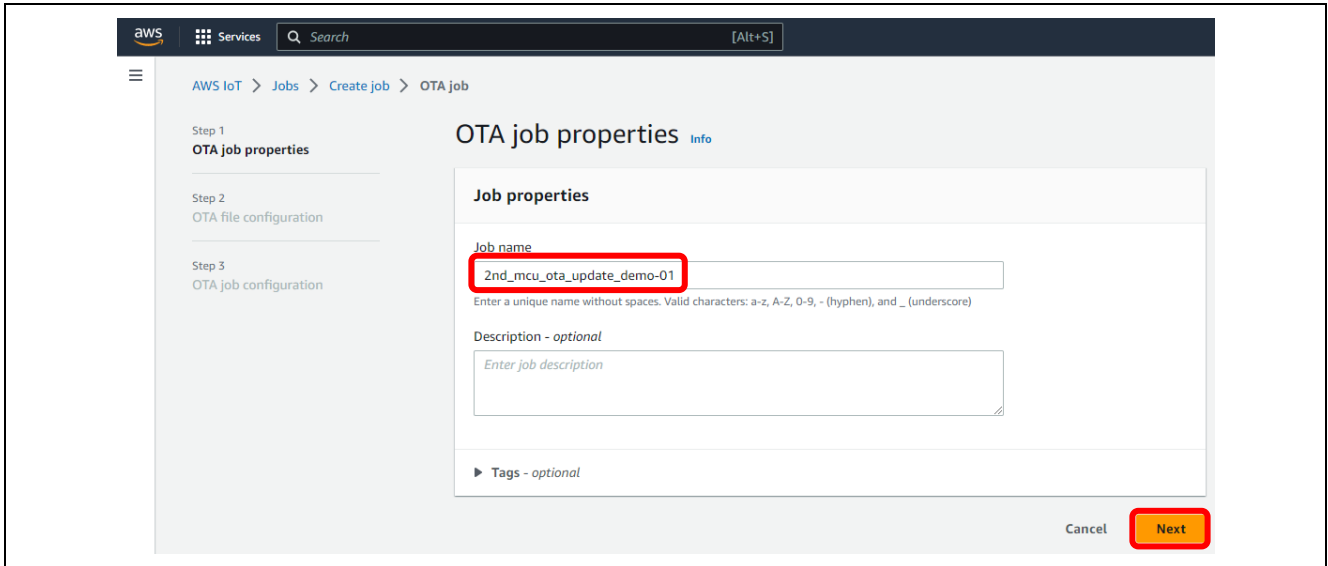 aws Services Search [Alt+S]
AWS IoT > Jobs > Create job > OTA job
Step 1
OTA job properties
Step 2
OTA file configuration
Step 3
OTA job configuration
OTA job properties Info
Job properties
Job name
2nd_mcu_ota_update_demo-01
Enter a unique name without spaces. Valid characters: a-z, A-Z, 0-9, - (hyphen), and _ (underscore)
Description - optional
Enter job description
Tags - optional
Cancel Next